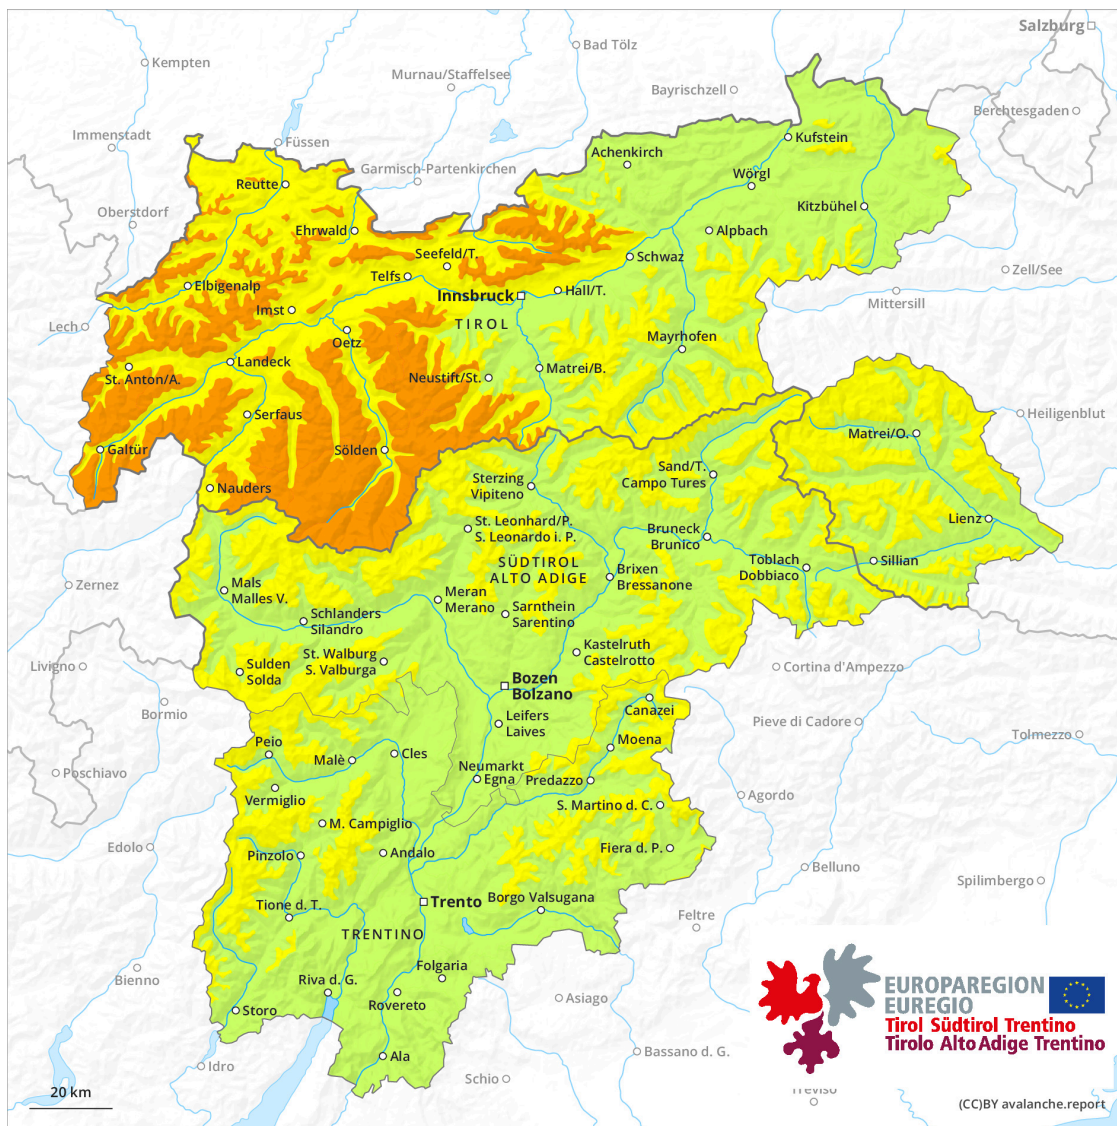 Salzburg
Bad Tölz
Kempten
Murnau/Staffelsee
Bayrischzell
Berchtesgaden
Immenstadt
Füssen
Kufstein
Achenkirch
Garmisch-Partenkirchen
Wörgl
Reutte
Oberstdorf
Kitzbühel
Ehrwald
Alpbach
Seefeld/T.
Schwaz
Telfs
Zell/See
Elbigenalp
Innsbruck
Hall/T.
Mittersill
Imst
Lech
TIROL
Oetz
Mayrhofen
Landeck
St. Anton/A.
Neustift/St.
Matrei/B.
Serfaus
Heiligenblut
Matrei/O.
Galtür
Sölden
Nauders
Sterzing
Vipiteno
Sand/T.
Campo Tures
Lienz
St. Leonhard/P.
S. Leonardo i. P.
Bruneck
Brunico
SÜDTIROL
ALTO ADIGE
Toblach
Dobbiaco
Sillian
Zernez
Mals
Malles V.
Brixen
Bressanone
Meran
Merano
Sarnthein
Sarentino
Schlanders
Silandro
Kastelruth
Castelrotto
Livigno
St. Walburg
S. Valburga
Sulden
Solda
Cortina d'Ampezzo
Bozen
Bolzano
Bormio
Canazei
Leifers
Laives
Pieve di Cadore
Tolmezzo
Peio
Moena
Cles
Malè
Poschiavo
Neumarkt
Egna
Predazzo
Vermiglio
Agordo
S. Martino d. C.
M. Campiglio
Edolo
Pinzolo
Andalo
Fiera d. P.
Belluno
Spilimbergo
Tione d. T.
Trento
Borgo Valsugana
Feltre
TRENTINO
Bienno
Folgaria
Riva d. G.
Rovereto
Asiago
Storo
EUROPAREGION
EUREGIO
Tirol Südtirol Trentino
Tirolo Alto Adige Trentino
Ala
Bassano d. G.
Idro
Schio
20 km
Treviso
(CC)BY avalanche.report